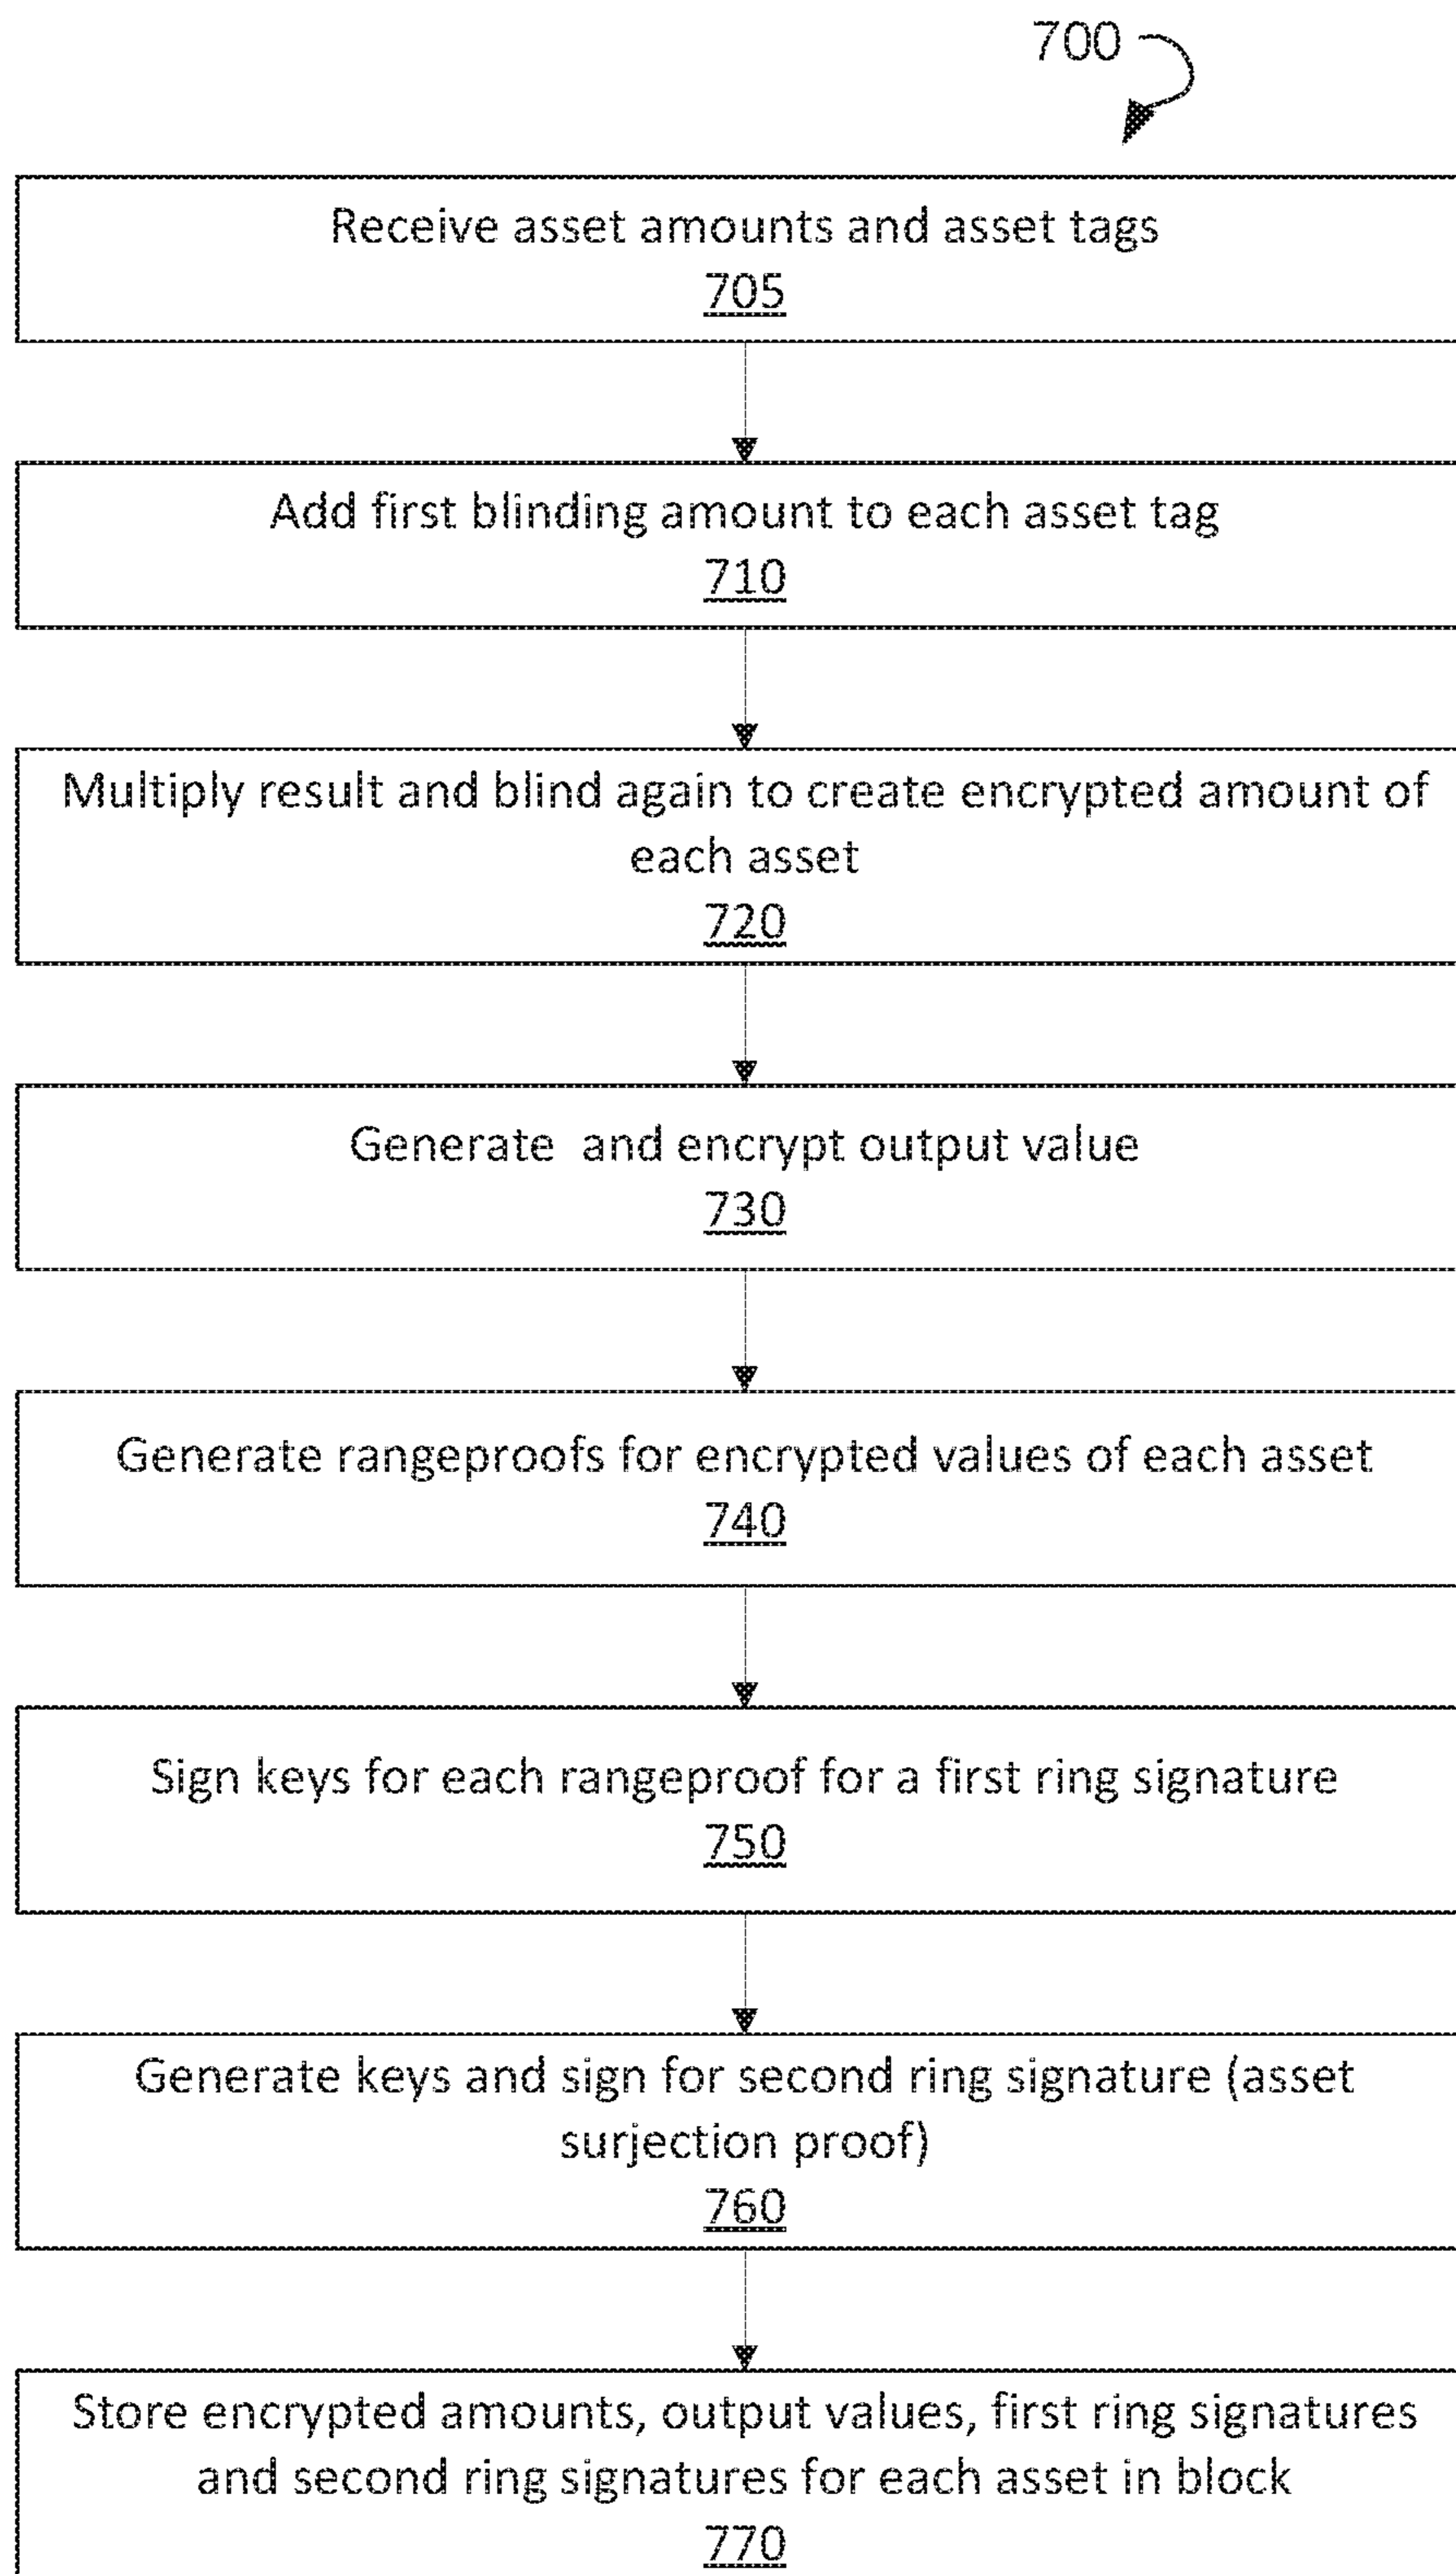 700
Receive asset amounts and asset tags
705
Add first blinding amount to each asset tag
710
Multiply result and blind again to create encrypted amount of
each asset
720
Generate and encrypt output value
730
Generate rangeproofs for encrypted values of each asset
740
Sign keys for each rangeproof for a first ring signature
750
Generate keys and sign for second ring signature (asset
surjection proof)
760
Store encrypted amounts, output values, first ring signatures
and second ring signatures for each asset in block
770